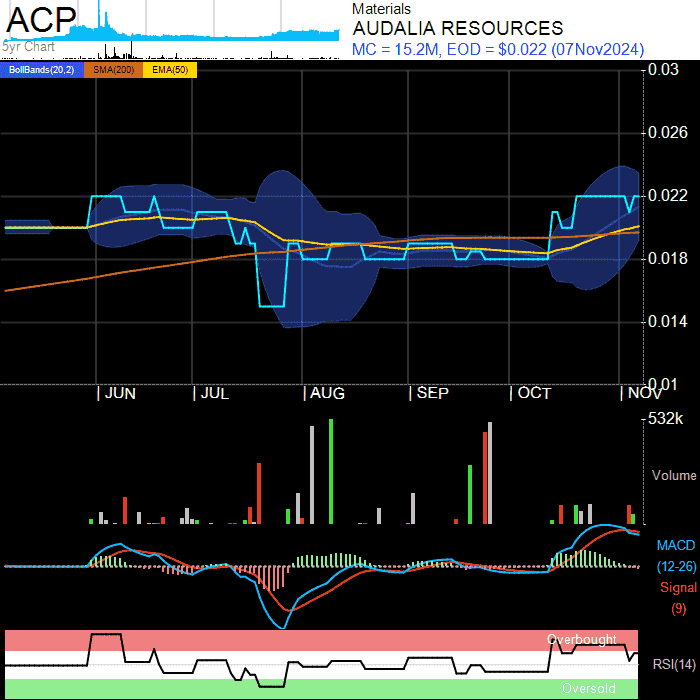 ACP
5yr Chart
Materials
AUDALIA RESOURCES
MC = 15.2M, EOD = $0.022 (07Nov2024)
BollBands(20,2) SMA(200) EMA(50)
0.03
0.026
0.022
0.018
0.014
0.01
JUN JUL AUG SEP OCT NOV
532k
Volume
MACD
(12-26)
Signal
(9)
Overbought
RSI(14)
Oversold